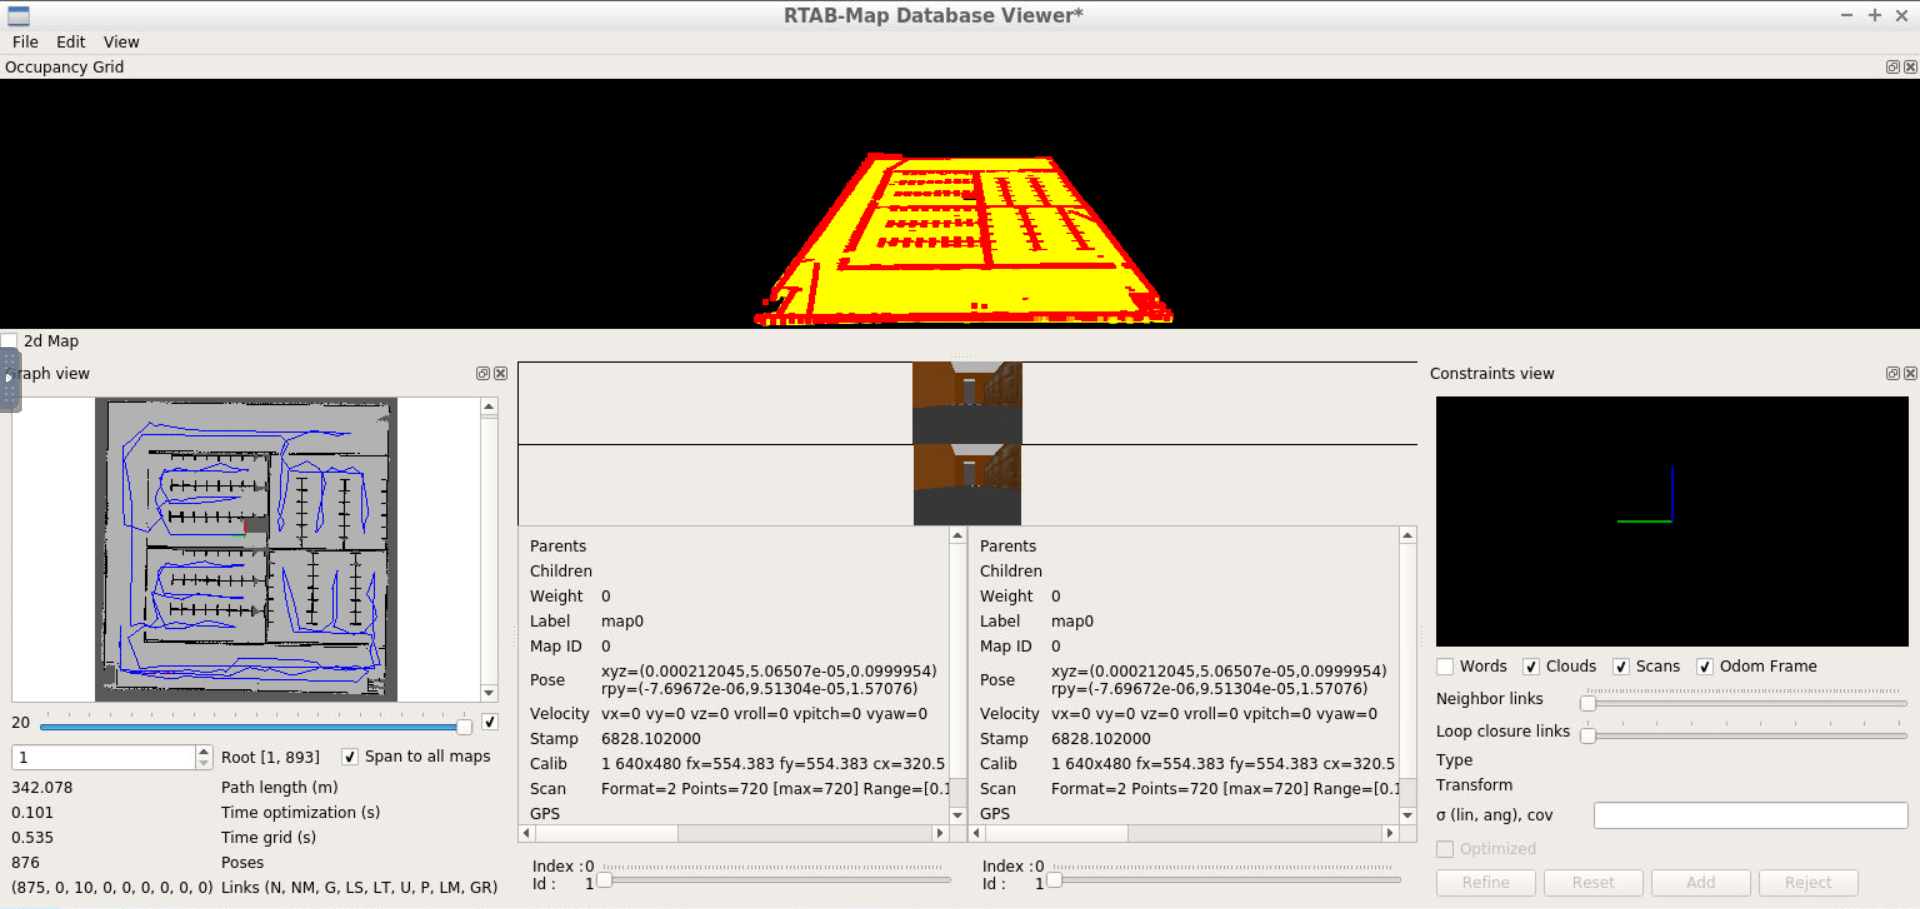 RTAB-Map Database Viewer*
File Edit View
Occupancy Grid
2d Map
raph view
20
1 Root [1, 893] Span to all maps
342.078 Path length (m)
0.101 Time optimization (s)
0.535 Time grid (s)
876 Poses
(875, 0, 10, 0, 0, 0, 0, 0, 0) Links (N, NM, G, LS, LT, U, P, LM, GR)
Parents
Children
Weight 0
Label map0
Map ID 0
Pose xyz=(0.000212045,5.06507e-05,0.0999954)
rpy=(-7.69672e-06,9.51304e-05,1.57076)
Velocity vx=0 vy=0 vz=0 vroll=0 vpitch=0 vyaw=0
Stamp 6828.102000
Calib 1 640x480 fx=554.383 fy=554.383 cx=320.5
Scan Format=2 Points=720 [max=720] Range=[0.1
GPS
Index : 0
Id : 1
Parents
Children
Weight 0
Label map0
Map ID 0
Pose xyz=(0.000212045,5.06507e-05,0.0999954)
rpy=(-7.69672e-06,9.51304e-05,1.57076)
Velocity vx=0 vy=0 vz=0 vroll=0 vpitch=0 vyaw=0
Stamp 6828.102000
Calib 1 640x480 fx=554.383 fy=554.383 cx=320.5
Scan Format=2 Points=720 [max=720] Range=[0.1
GPS
Index : 0
Id : 1
Constraints view
Words Clouds Scans Odom Frame
Neighbor links
Loop closure links
Type
Transform
σ (lin, ang), cov
Optimized
Refine Reset Add Reject